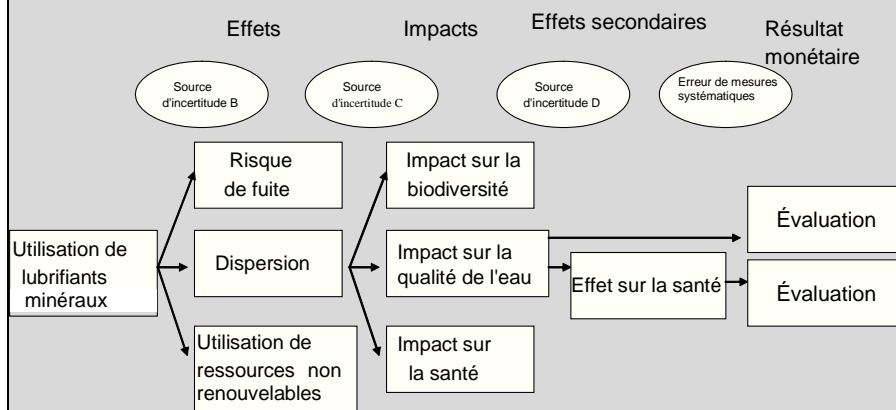 Effets
Impacts
Effets secondaires
Résultat
monétaire
Source
d'incertitude B
Source
d'incertitude C
Source
d'incertitude D
Erreur de mesures
systématiques
Risque
de fuite
Impact sur la
biodiversité
Utilisation de
lubrifiants
minéraux
Dispersion
Impact sur la
qualité de l'eau
Effet sur la santé
Évaluation
Évaluation
Utilisation de
ressources non
renouvelables
Impact sur
la santé